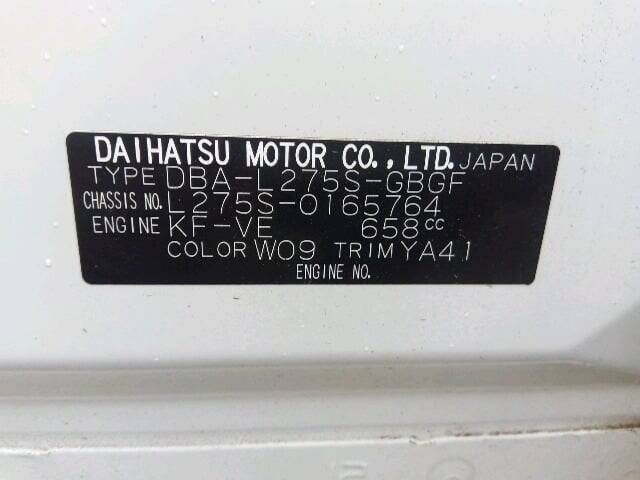 DAIHATSU MOTOR CO., LTD. JAPAN
TYPE DBA-L275S-GBGF
CHASSIS NO. L275S-0165764
ENGINE KF-VE 658cc
COLOR W09 TRIM YA41
ENGINE NO.